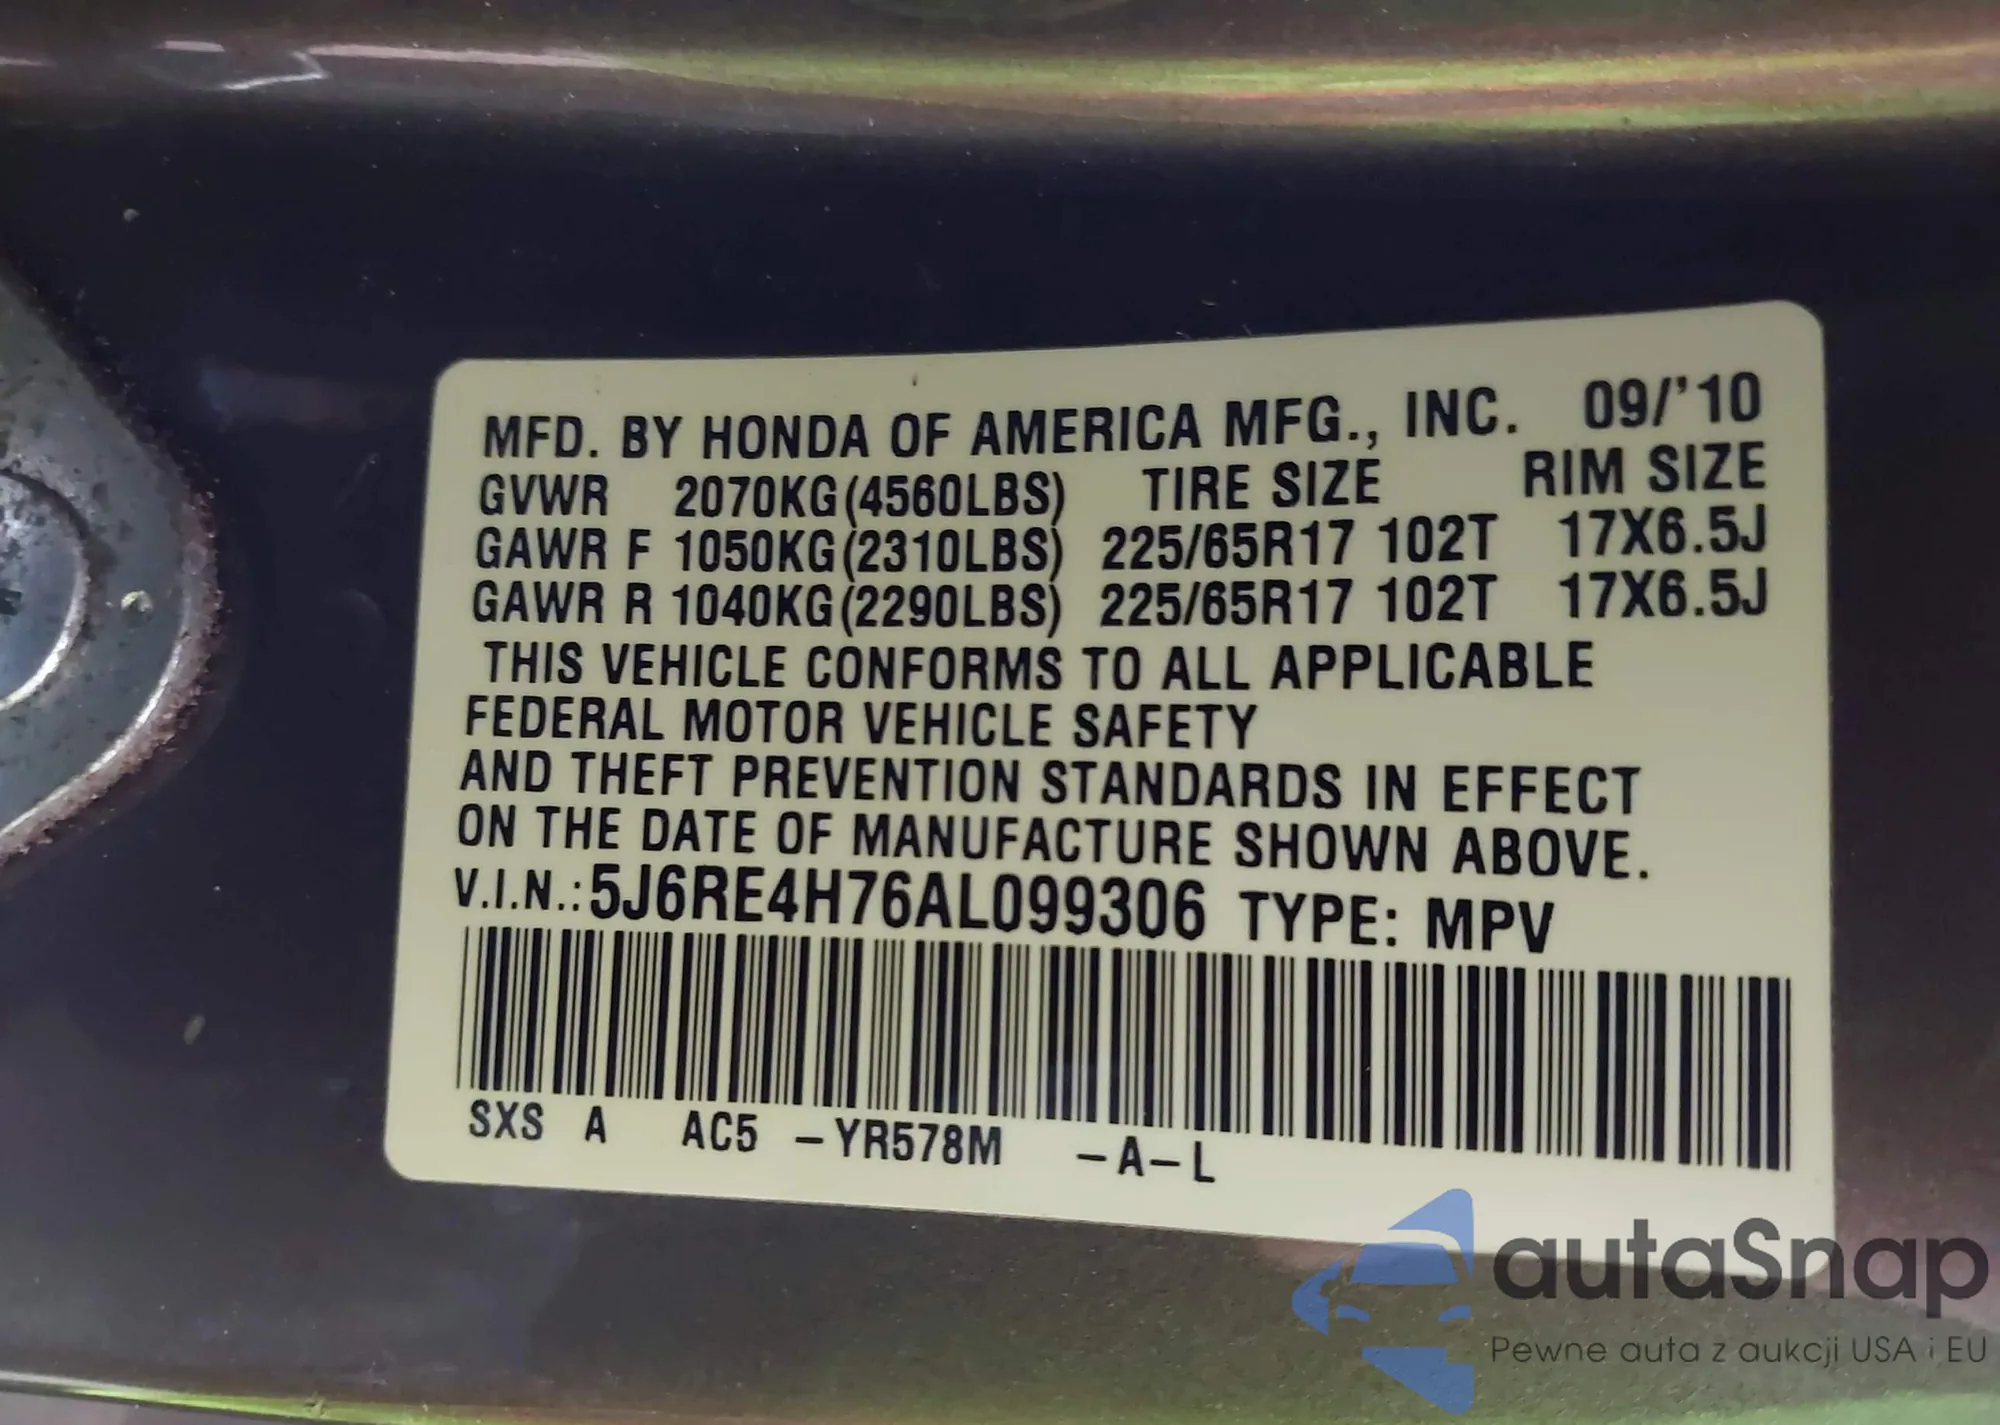 MFD. BY HONDA OF AMERICA MFG., INC. 09/'10
GVWR 2070KG(4560LBS) TIRE SIZE RIM SIZE
GAWR F 1050KG(2310LBS) 225/65R17 102T 17X6.5J
GAWR R 1040KG(2290LBS) 225/65R17 102T 17X6.5J
THIS VEHICLE CONFORMS TO ALL APPLICABLE
FEDERAL MOTOR VEHICLE SAFETY
AND THEFT PREVENTION STANDARDS IN EFFECT
ON THE DATE OF MANUFACTURE SHOWN ABOVE.
V.I.N.: 5J6RE4H76AL099306 TYPE: MPV
SXS A AC5 -YR578M -A-L
autaSnap
Pewne auta z aukcji USA i EU